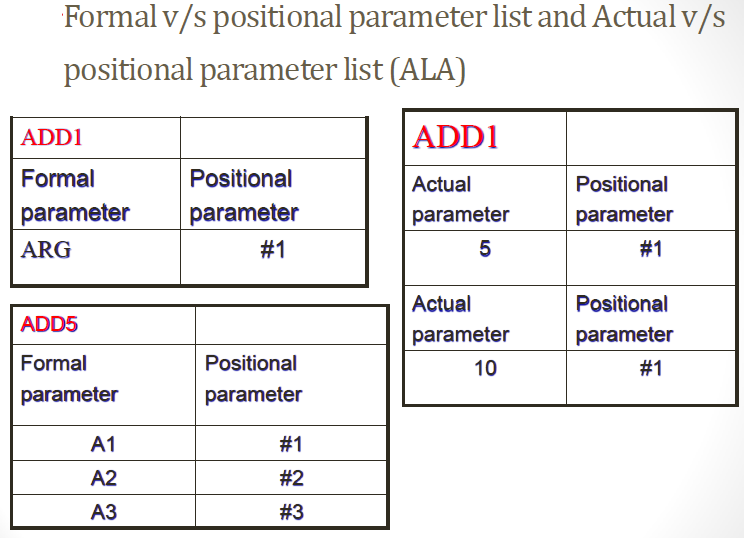 Formal v/s positional parameter list and Actual v/s
positional parameter list (ALA)
ADD1
Formal parameter Positional parameter
ARG #1
ADD5
Formal parameter Positional parameter
A1 #1
A2 #2
A3 #3
ADD1
Actual parameter Positional parameter
5 #1
Actual parameter Positional parameter
10 #1